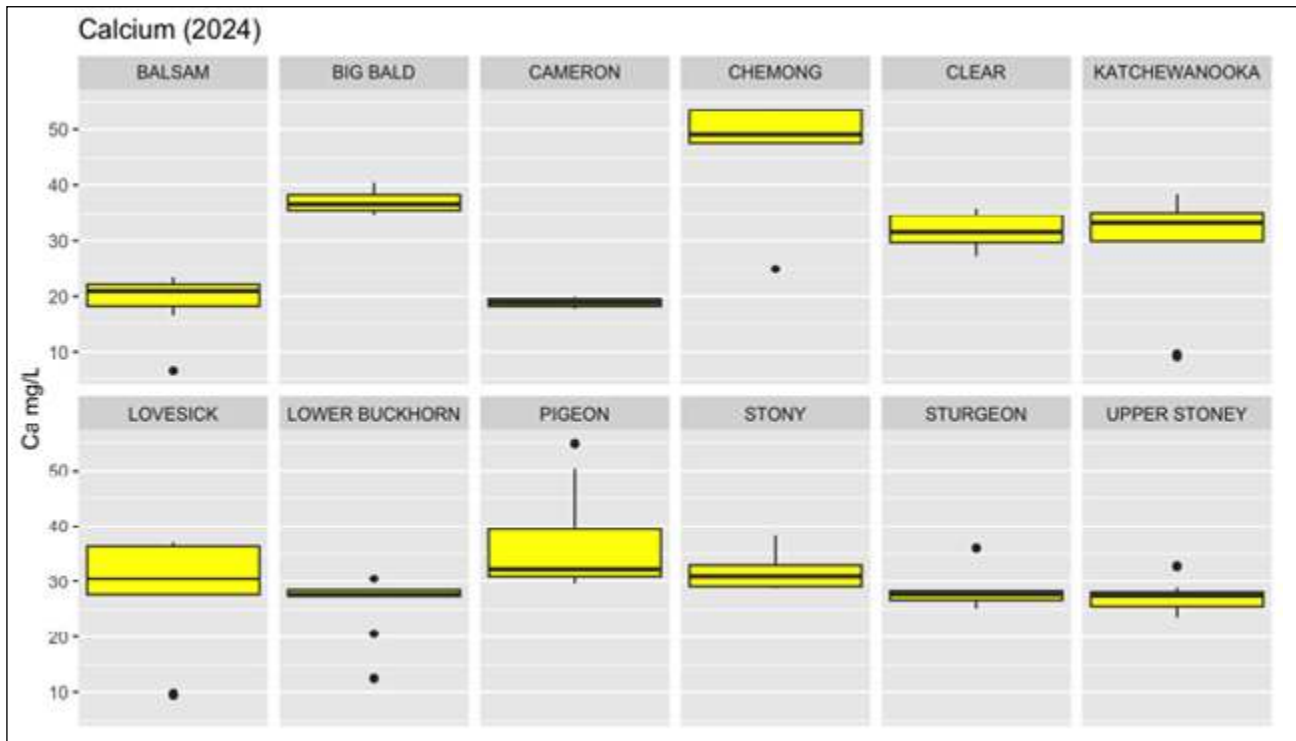 Calcium (2024)
BALSAM BIG BALD CAMERON CHEMONG CLEAR KATCHEWANOOKA
50
40
30
20
10
Ca mg/L
LOVESICK LOWER BUCKHORN PIGEON STONY STURGEON UPPER STONEY
50
40
30
20
10